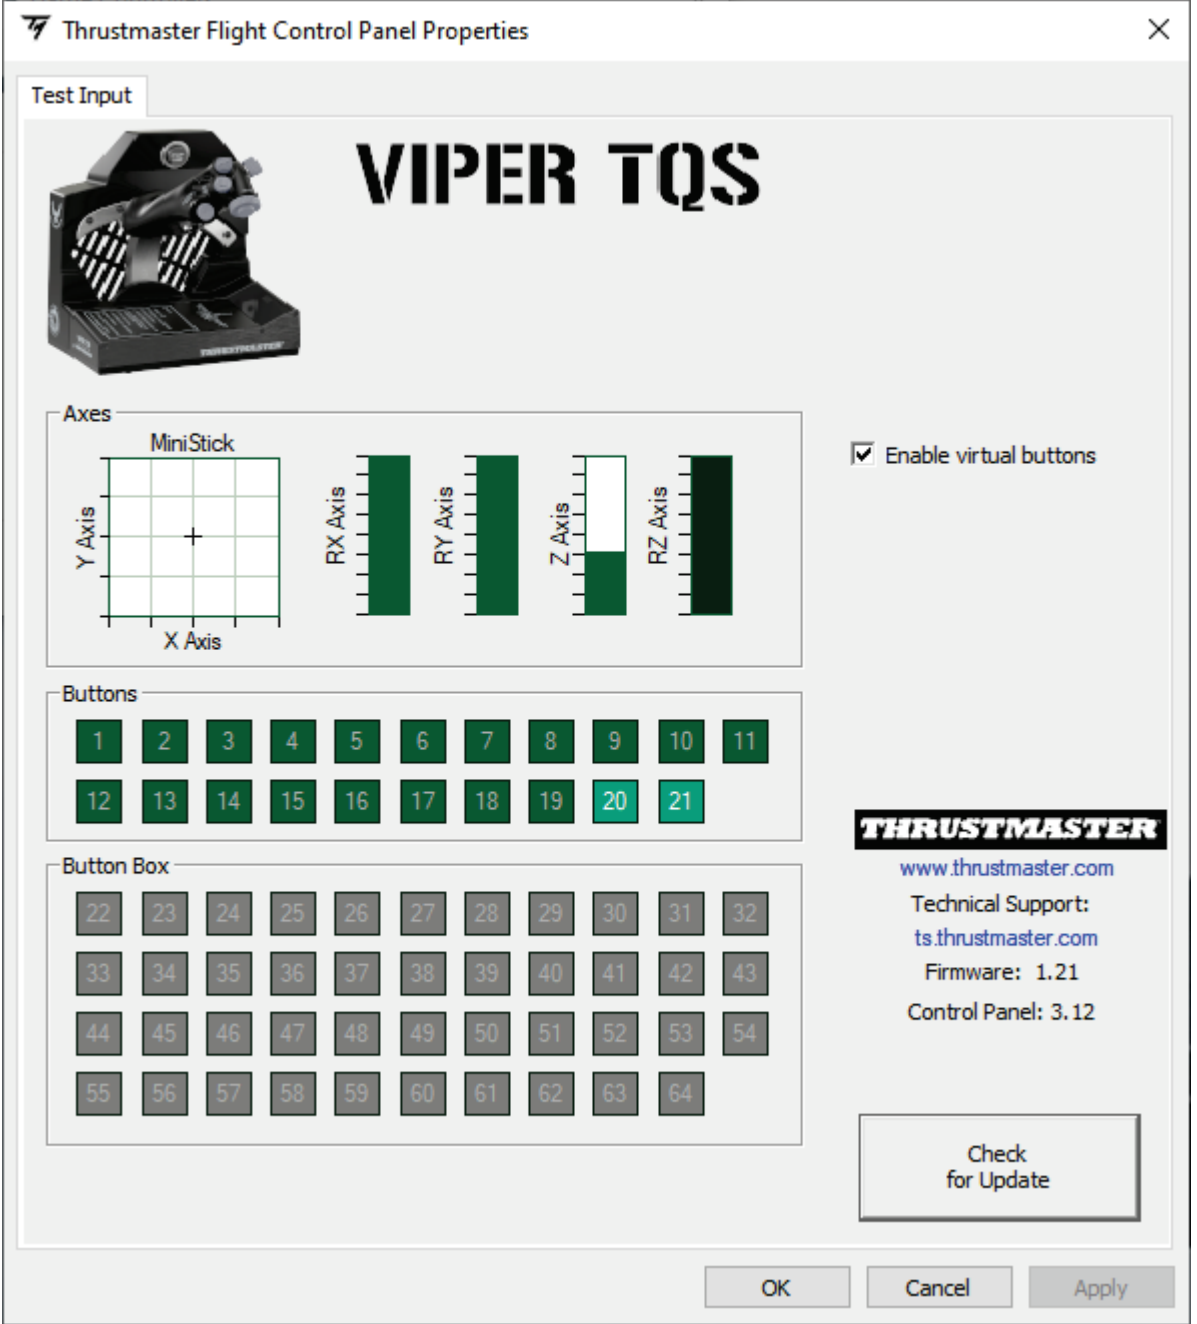 Thrustmaster Flight Control Panel Properties
Test Input
VIPER TQS
THRUSTMASTER
Axes
MiniStick
Y Axis
X Axis
RX Axis
RY Axis
Z Axis
RZ Axis
Enable virtual buttons
Buttons
1 2 3 4 5 6 7 8 9 10 11
12 13 14 15 16 17 18 19 20 21
Button Box
22 23 24 25 26 27 28 29 30 31 32
33 34 35 36 37 38 39 40 41 42 43
44 45 46 47 48 49 50 51 52 53 54
55 56 57 58 59 60 61 62 63 64
THRUSTMASTER
www.thrustmaster.com
Technical Support:
ts.thrustmaster.com
Firmware: 1.21
Control Panel: 3.12
Check
for Update
OK
Cancel
Apply